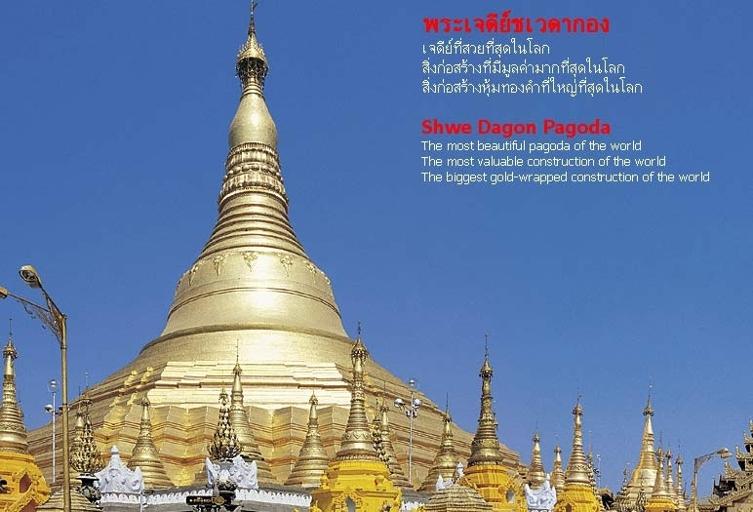 พระเจดีย์ชเวดากอง
เจดีย์ที่สวยที่สุดในโลก
สิ่งก่อสร้างที่มีมูลค่ามากที่สุดในโลก
สิ่งก่อสร้างหุ้มทองคำที่ใหญ่ที่สุดในโลก
Shwe Dagon Pagoda
The most beautiful pagoda of the world
The most valuable construction of the world
The biggest gold-wrapped construction of the world